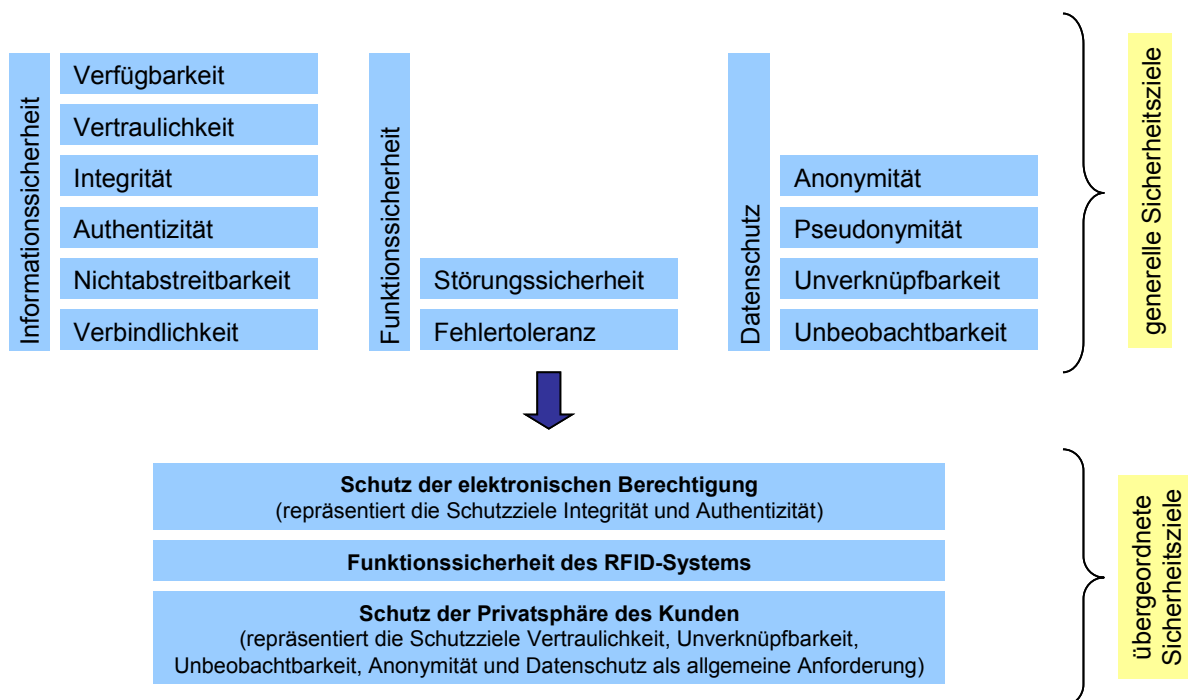 Informationssicherheit
Verfügbarkeit
Vertraulichkeit
Integrität
Authentizität
Nichtabstreitbarkeit
Verbindlichkeit
Funktionssicherheit
Störungssicherheit
Fehlertoleranz
Datenschutz
Anonymität
Pseudonymität
Unverknüpfbarkeit
Unbeobachtbarkeit
generelle Sicherheitsziele
Schutz der elektronischen Berechtigung
(repräsentiert die Schutzziele Integrität und Authentizität)
Funktionssicherheit des RFID-Systems
Schutz der Privatsphäre des Kunden
(repräsentiert die Schutzziele Vertraulichkeit, Unverknüpfbarkeit,
Unbeobachtbarkeit, Anonymität und Datenschutz als allgemeine Anforderung)
übergeordnete
Sicherheitsziele